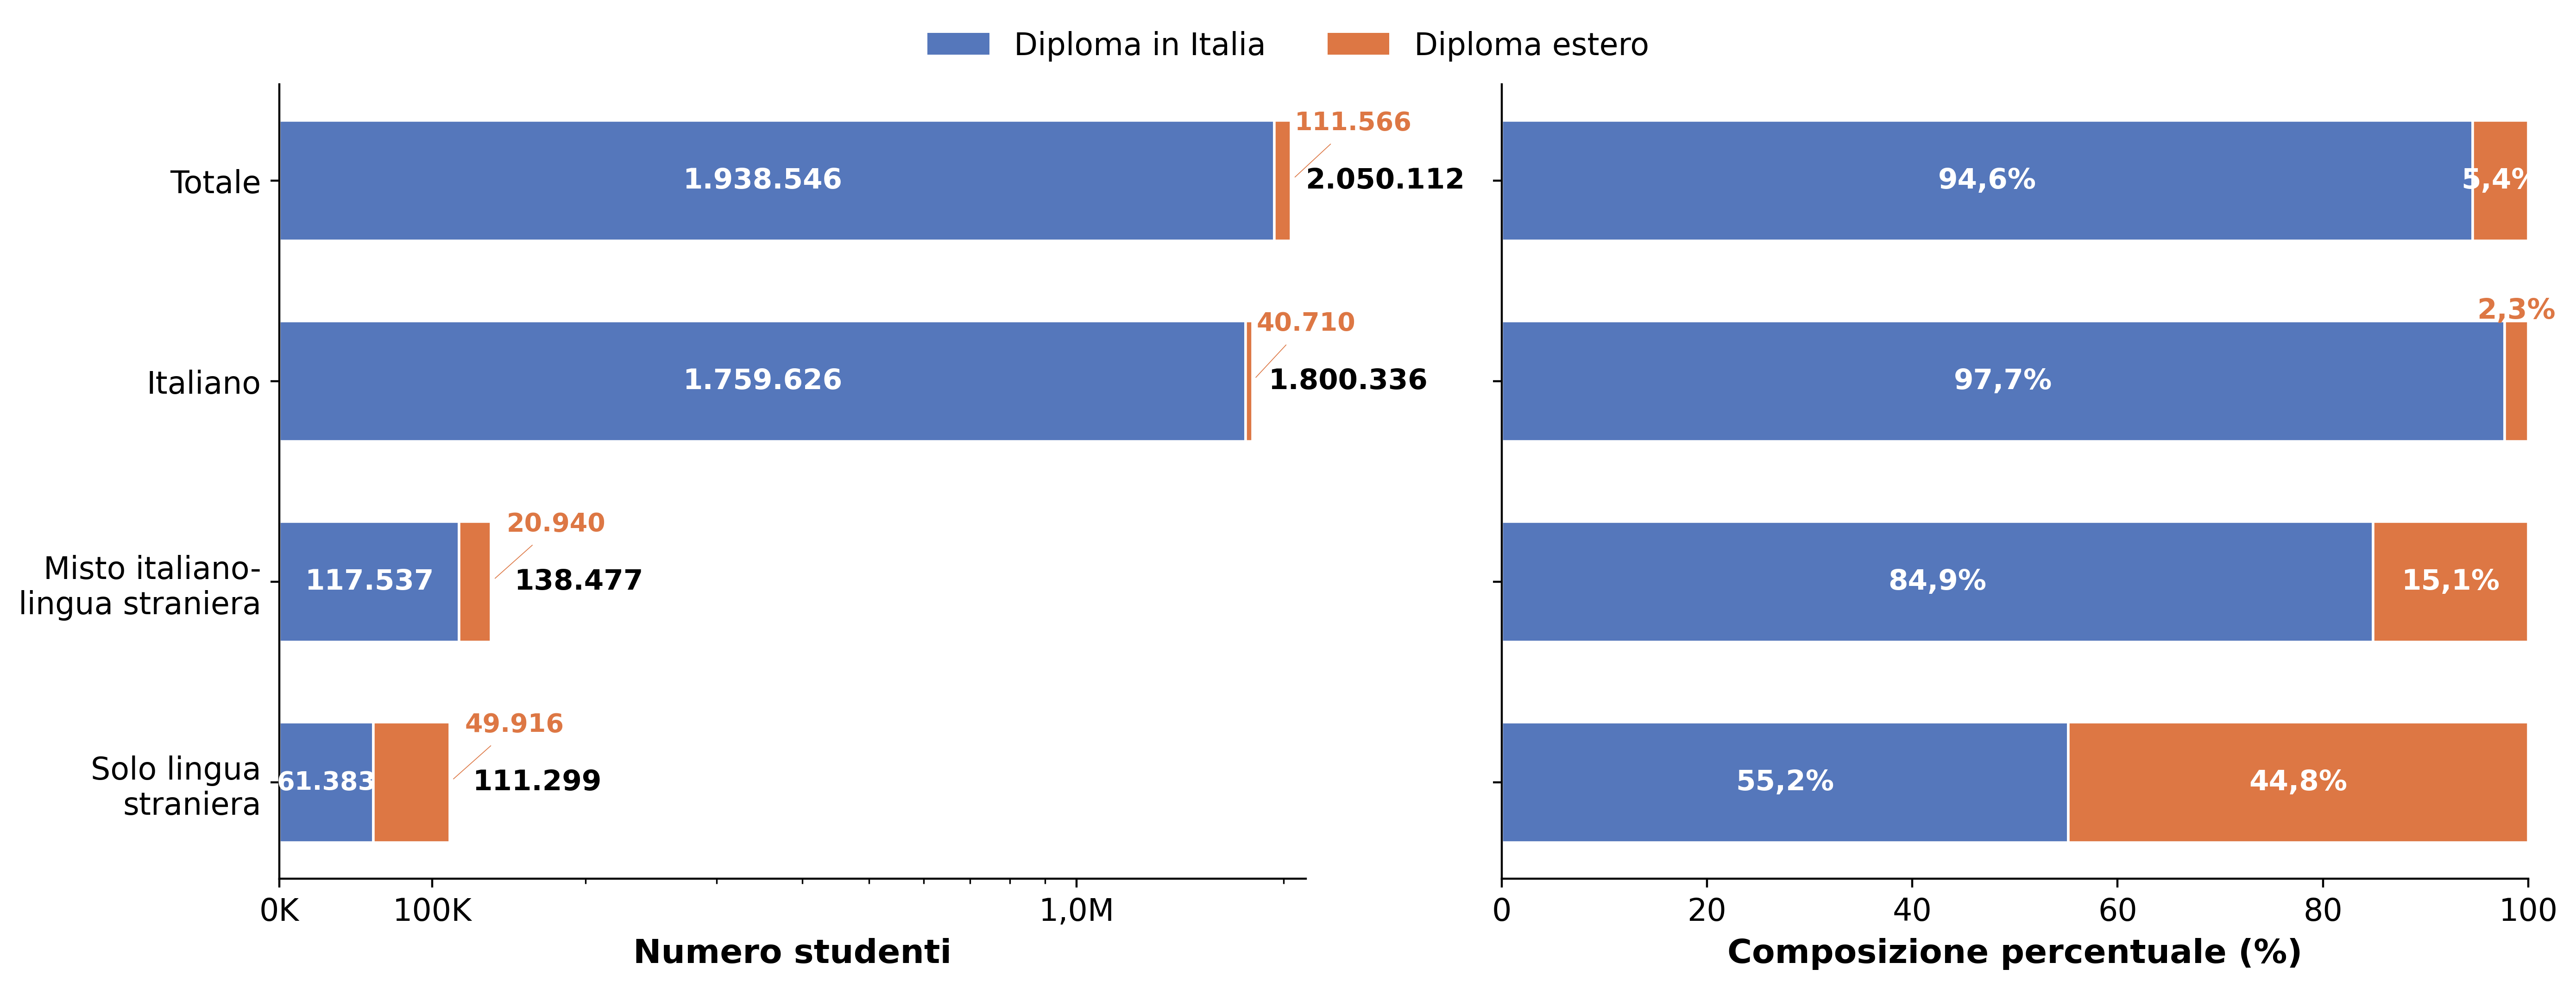 Diploma in Italia
Diploma estero
Totale
1.938.546
111.566
2.050.112
94,6%
5,4%
Italiano
1.759.626
40.710
1.800.336
97,7%
2,3%
Misto italiano-
lingua straniera
117.537
20.940
138.477
84,9%
15,1%
Solo lingua
straniera
61.383
49.916
111.299
55,2%
44,8%
0K 100K 1,0M
Numero studenti
0 20 40 60 80 100
Composizione percentuale (%)